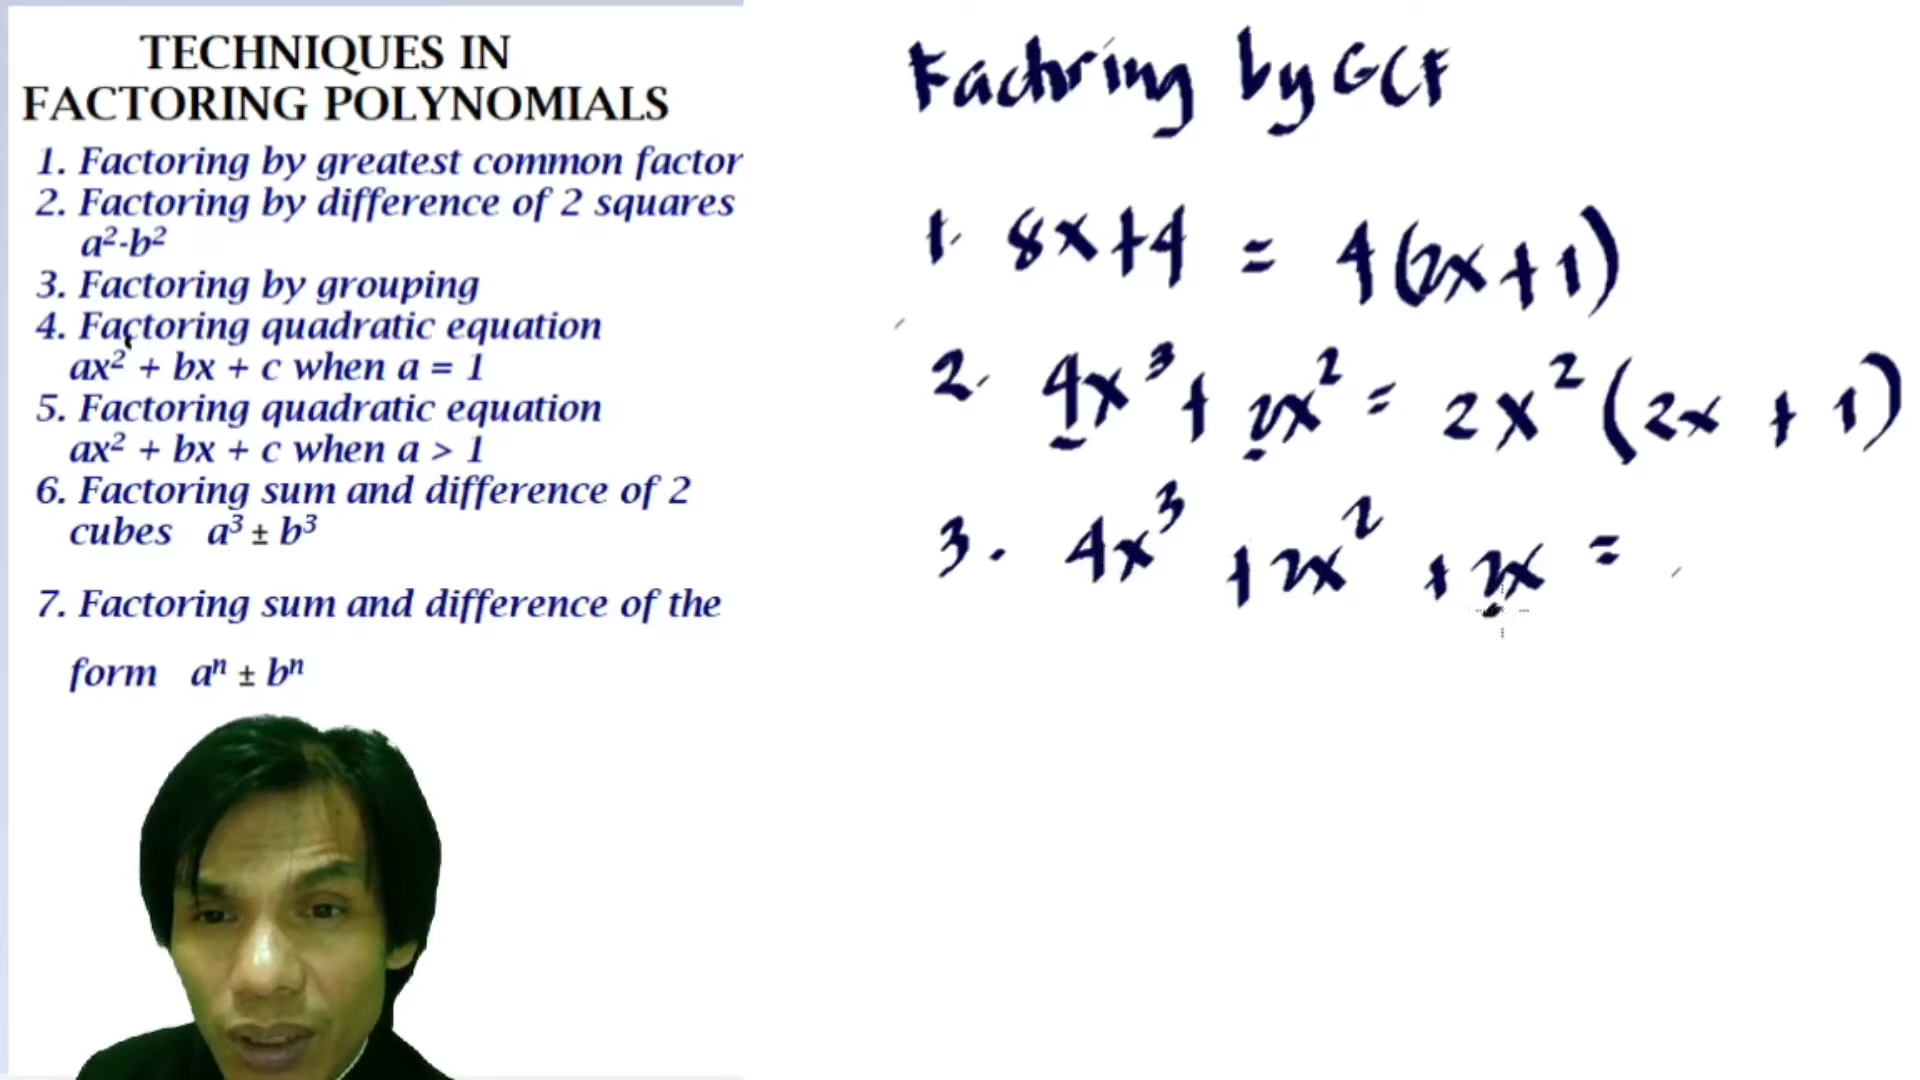 TECHNIQUES IN
FACTORING POLYNOMIALS
1. Factoring by greatest common factor
2. Factoring by difference of 2 squares
a²-b²
3. Factoring by grouping
4. Factoring quadratic equation
ax² + bx + c when a = 1
5. Factoring quadratic equation
ax² + bx + c when a > 1
6. Factoring sum and difference of 2
cubes a³ ± b³
7. Factoring sum and difference of the
form aⁿ ± bⁿ
Factoring by GCF
1. 8x+4 = 4(2x+1)
2. 4x³ + 2x² = 2x² (2x + 1)
3. 4x³ +2x² +2x =